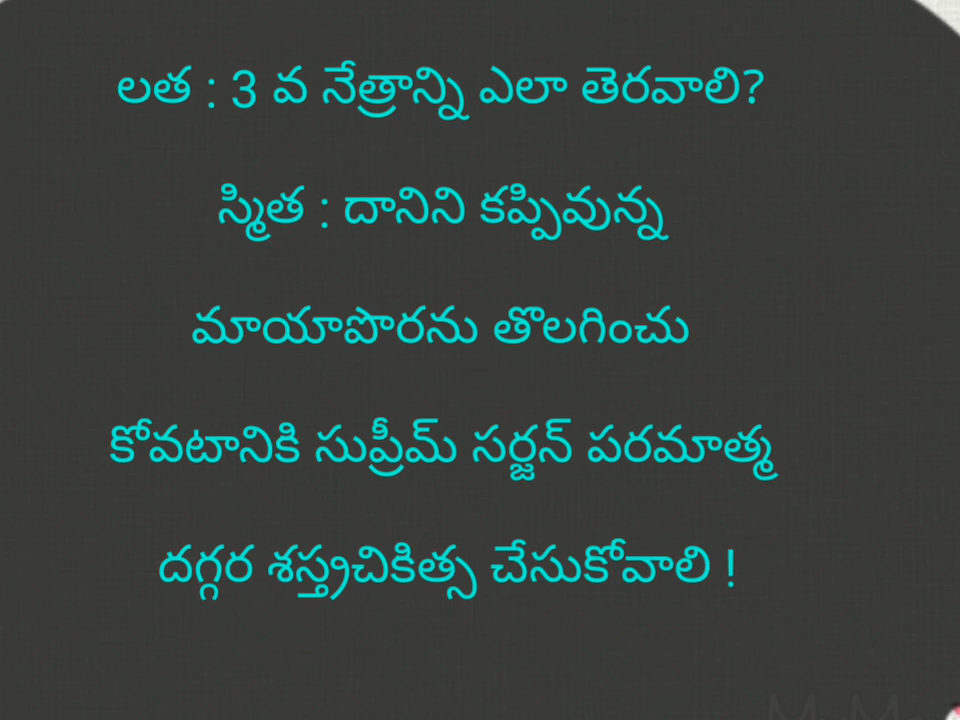 లత : 3 వ నేత్రాన్ని ఎలా తెరవాలి?
స్మిత : దానిని కప్పివున్న
మాయాపొరను తొలగించు
కోవటానికి సుప్రీమ్ సర్జన్ పరమాత్మ
దగ్గర శస్త్రచికిత్స చేసుకోవాలి !